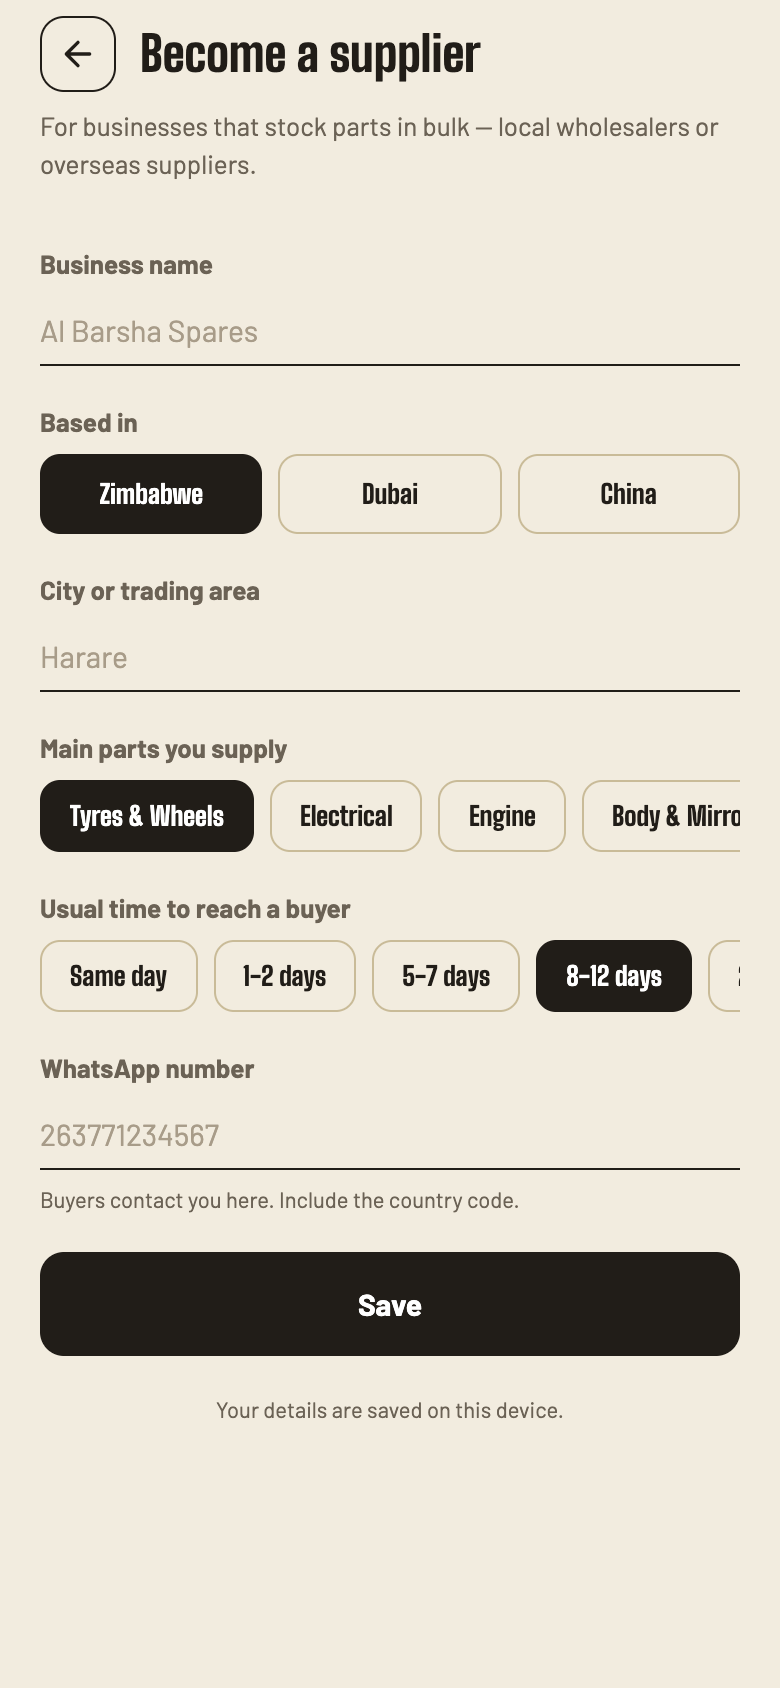 Become a supplier
For businesses that stock parts in bulk — local wholesalers or
overseas suppliers.
Business name
Al Barsha Spares
Based in
Zimbabwe Dubai China
City or trading area
Harare
Main parts you supply
Tyres & Wheels Electrical Engine Body & Mirro
Usual time to reach a buyer
Same day 1–2 days 5–7 days 8–12 days
WhatsApp number
263771234567
Buyers contact you here. Include the country code.
Save
Your details are saved on this device.